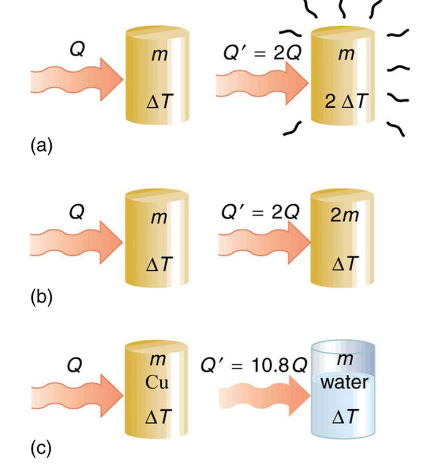 Q m ΔT Q′ = 2Q m 2 ΔT
(a)
Q m ΔT Q′ = 2Q 2m ΔT
(b)
Q m Cu ΔT Q′ = 10.8Q m water ΔT
(c)